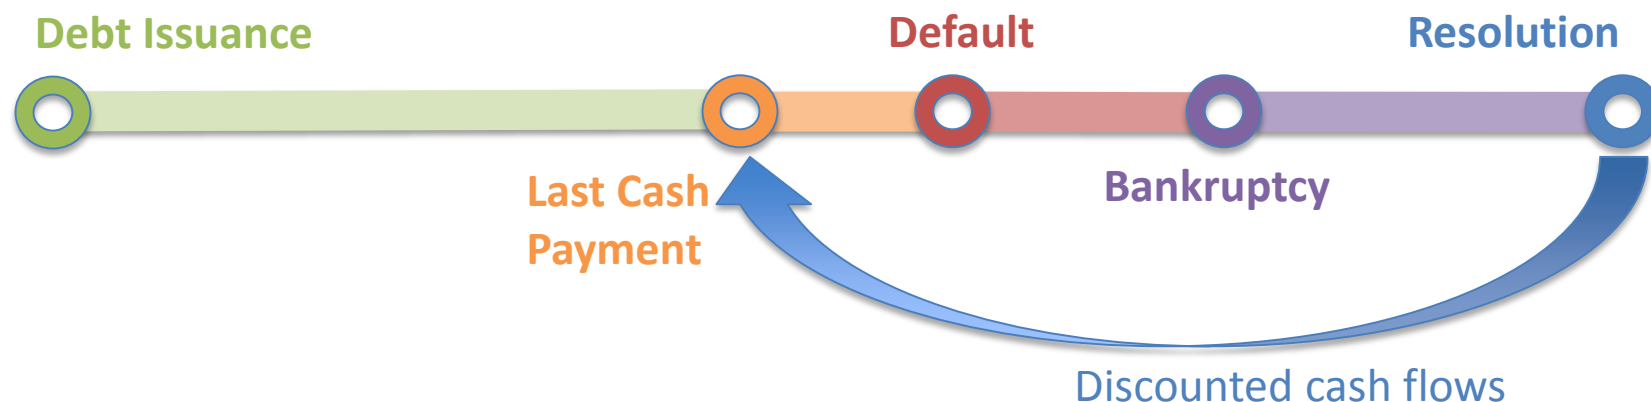 Debt Issuance
Default
Resolution
Last Cash
Payment
Bankruptcy
Discounted cash flows